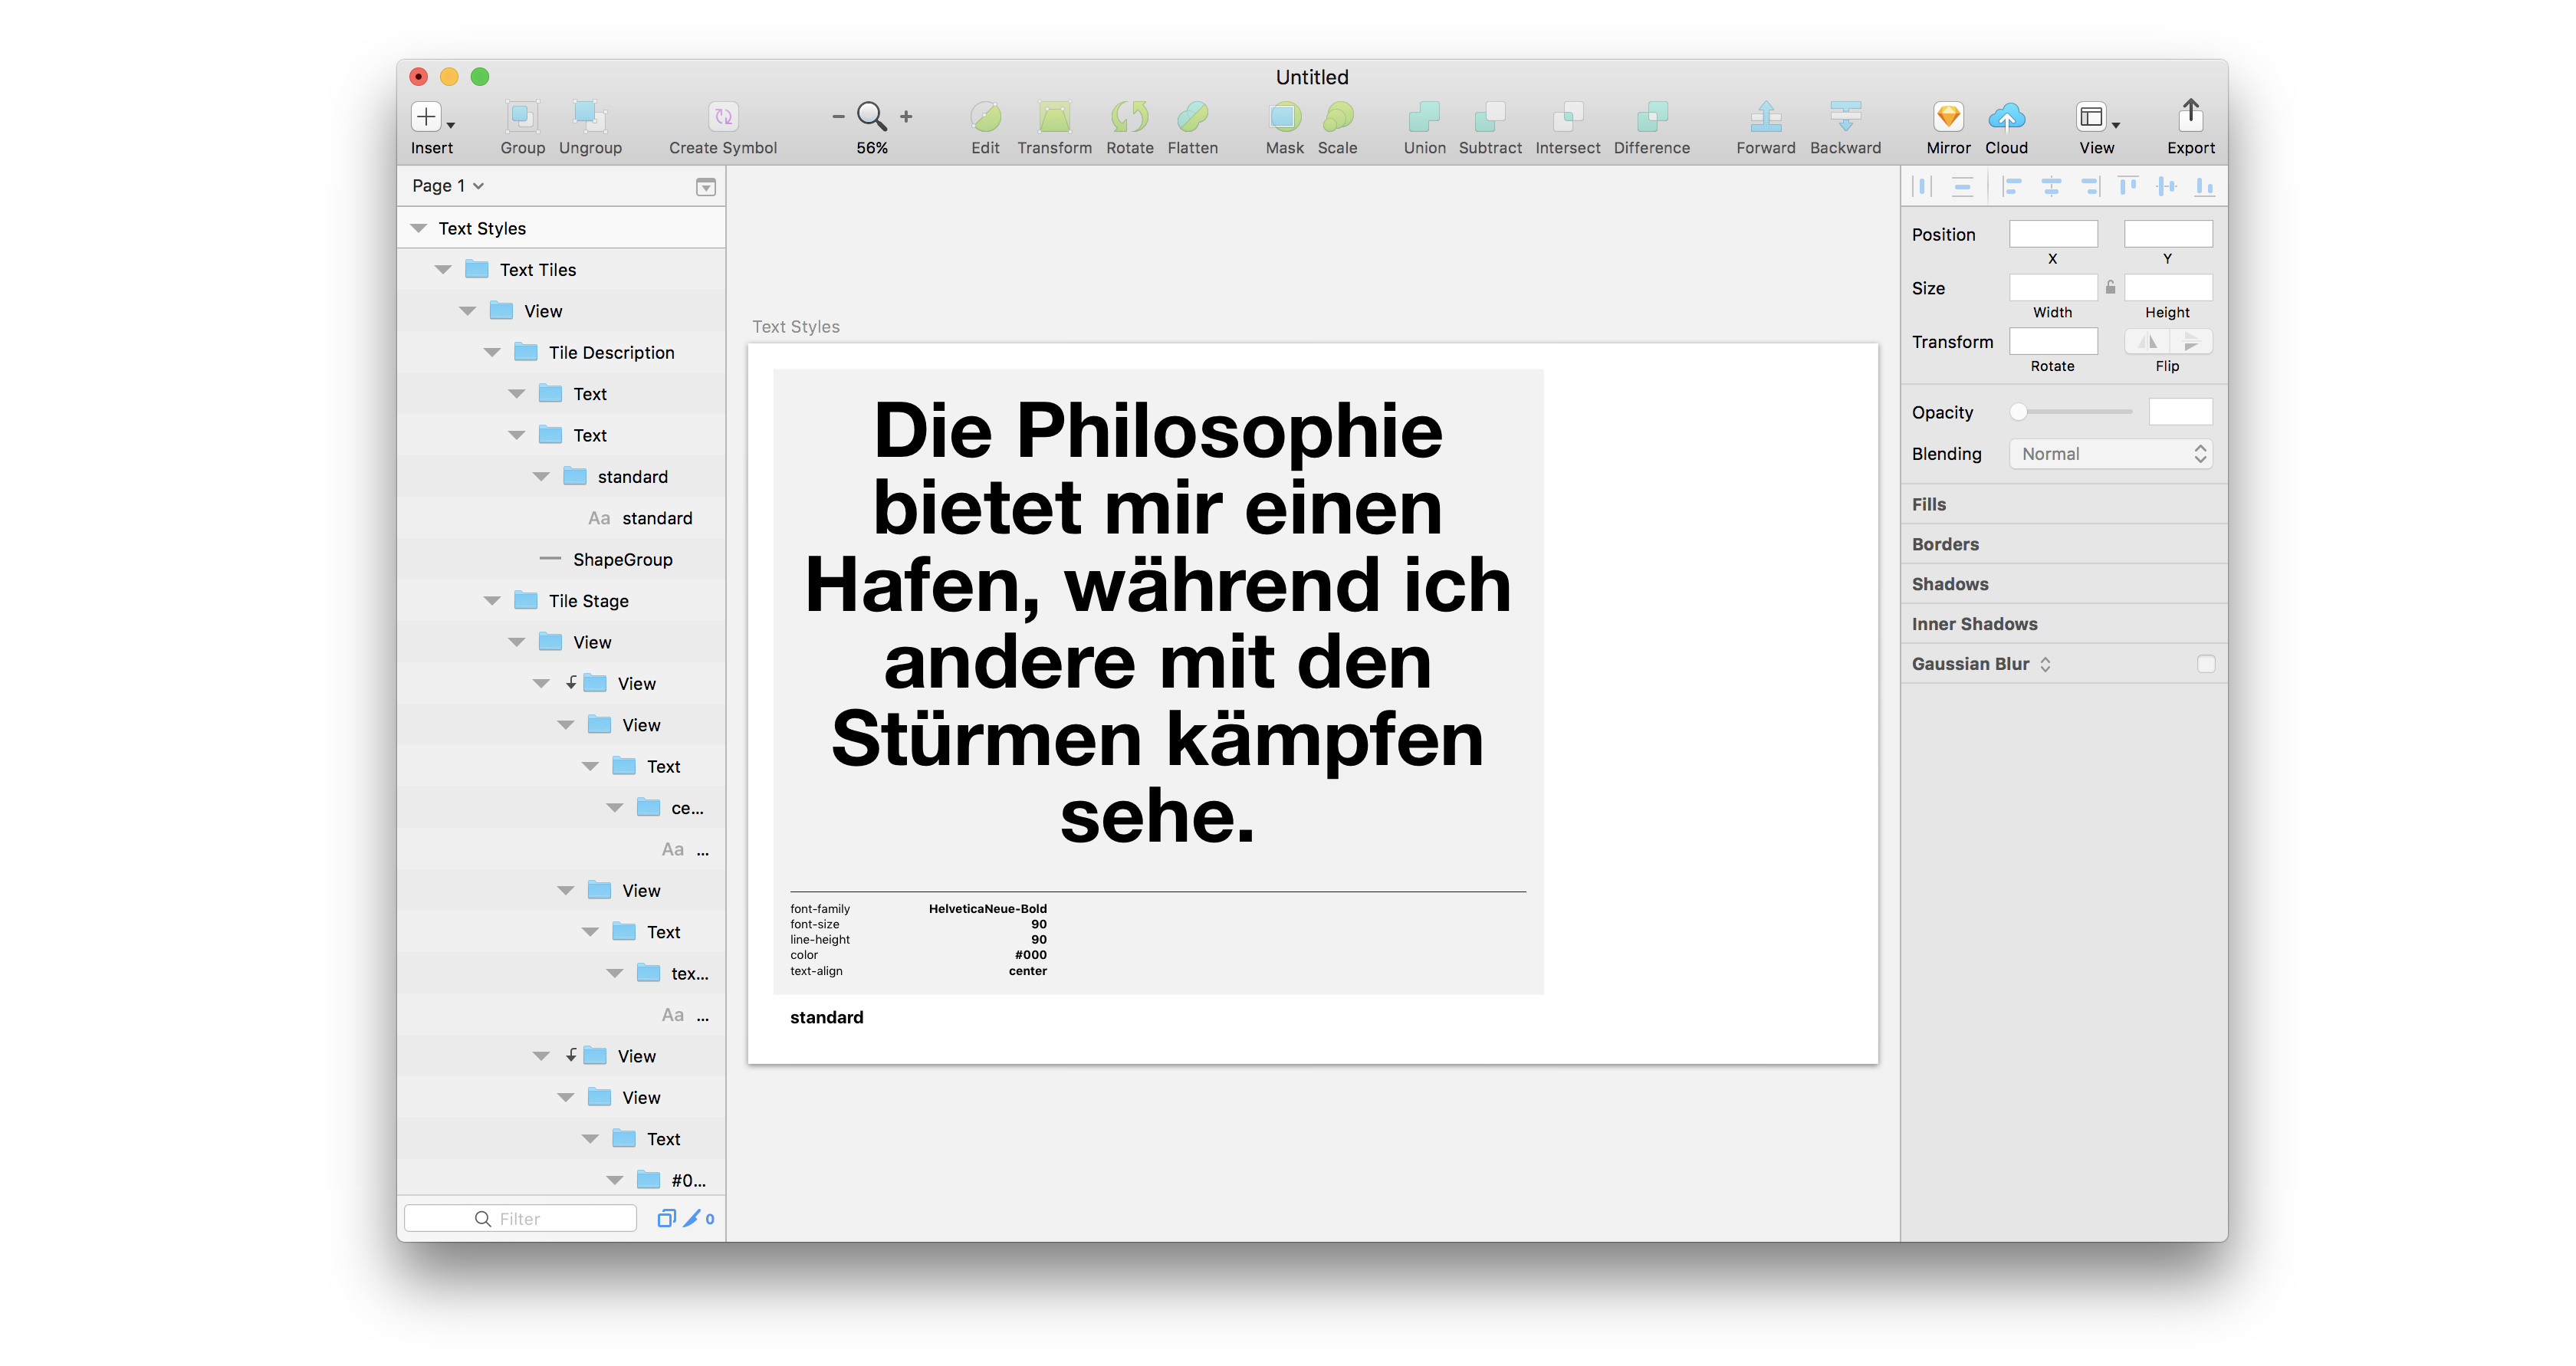 Untitled
Insert
Group
Ungroup
Create Symbol
56%
Edit
Transform
Rotate
Flatten
Mask
Scale
Union
Subtract
Intersect
Difference
Forward
Backward
Mirror
Cloud
View
Export
Page 1
Text Styles
Text Tiles
View
Tile Description
Text
Text
standard
Aa standard
ShapeGroup
Tile Stage
View
View
View
Text
ce...
Aa ...
View
Text
tex...
Aa ...
View
View
Text
#0...
Filter
0
Text Styles
Die Philosophie
bietet mir einen
Hafen, während ich
andere mit den
Stürmen kämpfen
sehe.
font-family HelveticaNeue-Bold
font-size 90
line-height 90
color #000
text-align center
standard
Position
X Y
Size
Width Height
Transform
Rotate Flip
Opacity
Blending Normal
Fills
Borders
Shadows
Inner Shadows
Gaussian Blur